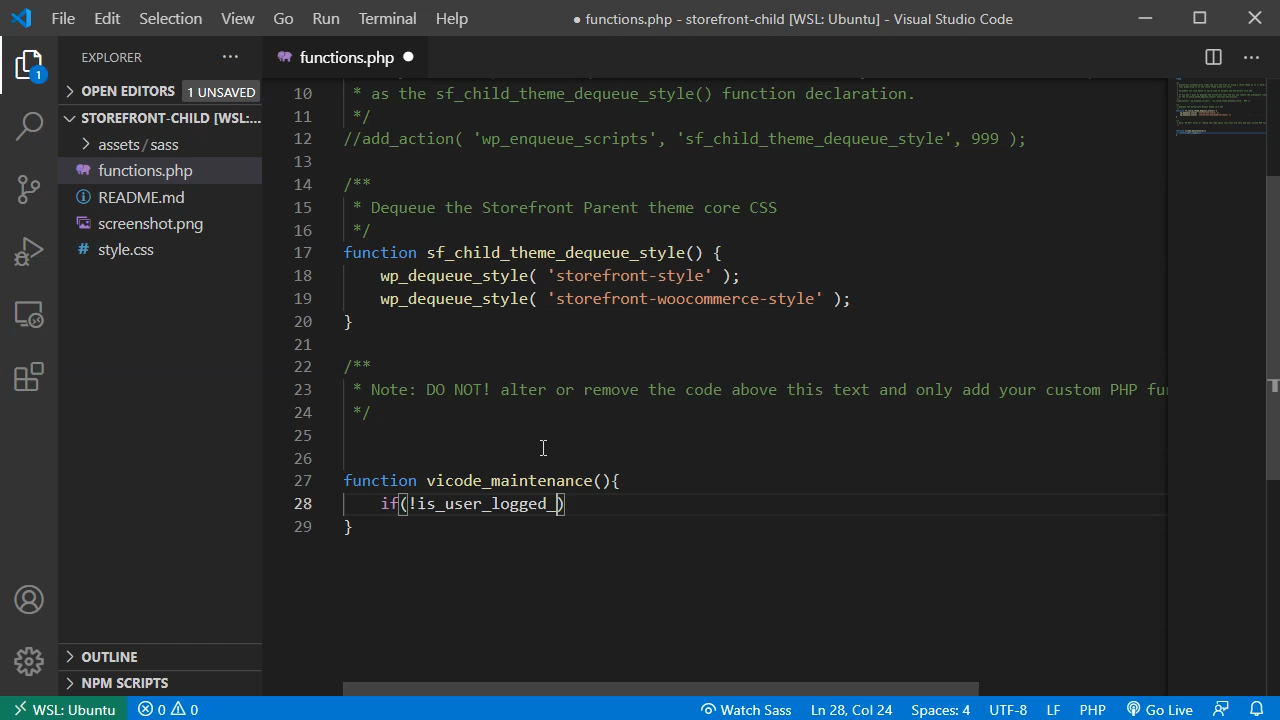 File Edit Selection View Go Run Terminal Help ● functions.php - storefront-child [WSL: Ubuntu] - Visual Studio Code
EXPLORER ··· functions.php ●
1
OPEN EDITORS 1 UNSAVED
STOREFRONT-CHILD [WSL:...
assets/sass
functions.php
README.md
screenshot.png
style.css
10 * as the sf_child_theme_dequeue_style() function declaration.
11 */
12 //add_action( 'wp_enqueue_scripts', 'sf_child_theme_dequeue_style', 999 );
13
14 /**
15 * Dequeue the Storefront Parent theme core CSS
16 */
17 function sf_child_theme_dequeue_style() {
18 wp_dequeue_style( 'storefront-style' );
19 wp_dequeue_style( 'storefront-woocommerce-style' );
20 }
21
22 /**
23 * Note: DO NOT! alter or remove the code above this text and only add your custom PHP fu
24 */
25
26
27 function vicode_maintenance(){
28 if(!is_user_logged_)
29 }
OUTLINE
NPM SCRIPTS
WSL: Ubuntu 0 0 Watch Sass Ln 28, Col 24 Spaces: 4 UTF-8 LF PHP Go Live